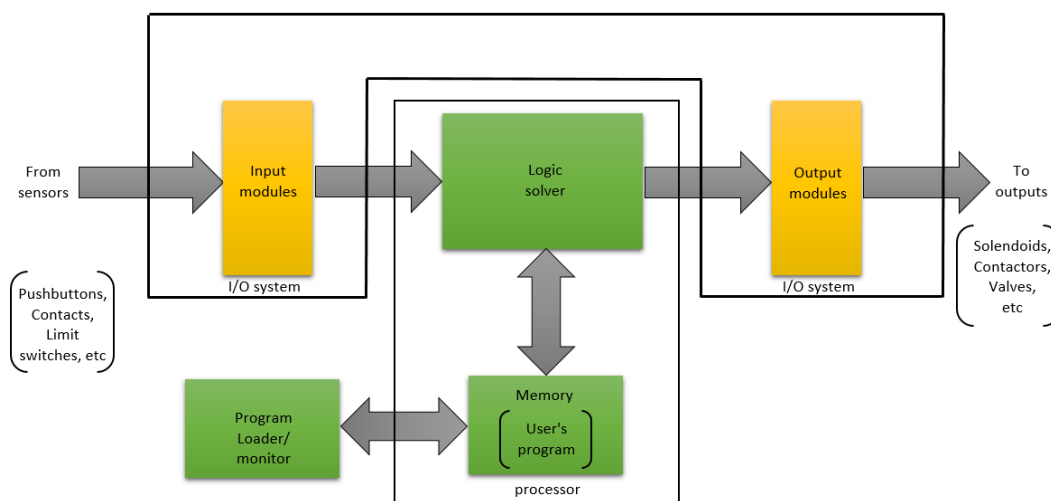 From
sensors
Input
modules
I/O system
Logic
solver
Output
modules
I/O system
To
outputs
Pushbuttons,
Contacts,
Limit
switches, etc
Solendoids,
Contactors,
Valves,
etc
Program
Loader/
monitor
Memory
User's
program
processor